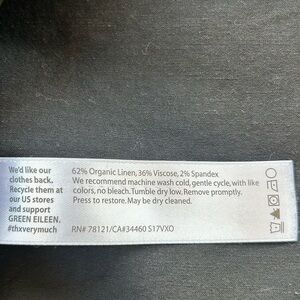 We'd like our
clothes back.
Recycle them at
our US stores
and support
GREEN EILEEN.
#thxverymuch
62% Organic Linen, 36% Viscose, 2% Spandex
We recommend machine wash cold, gentle cycle, with like
colors, no bleach. Tumble dry low. Remove promptly.
Press to restore. May be dry cleaned.
RN# 78121/CA#34460 S17VXO